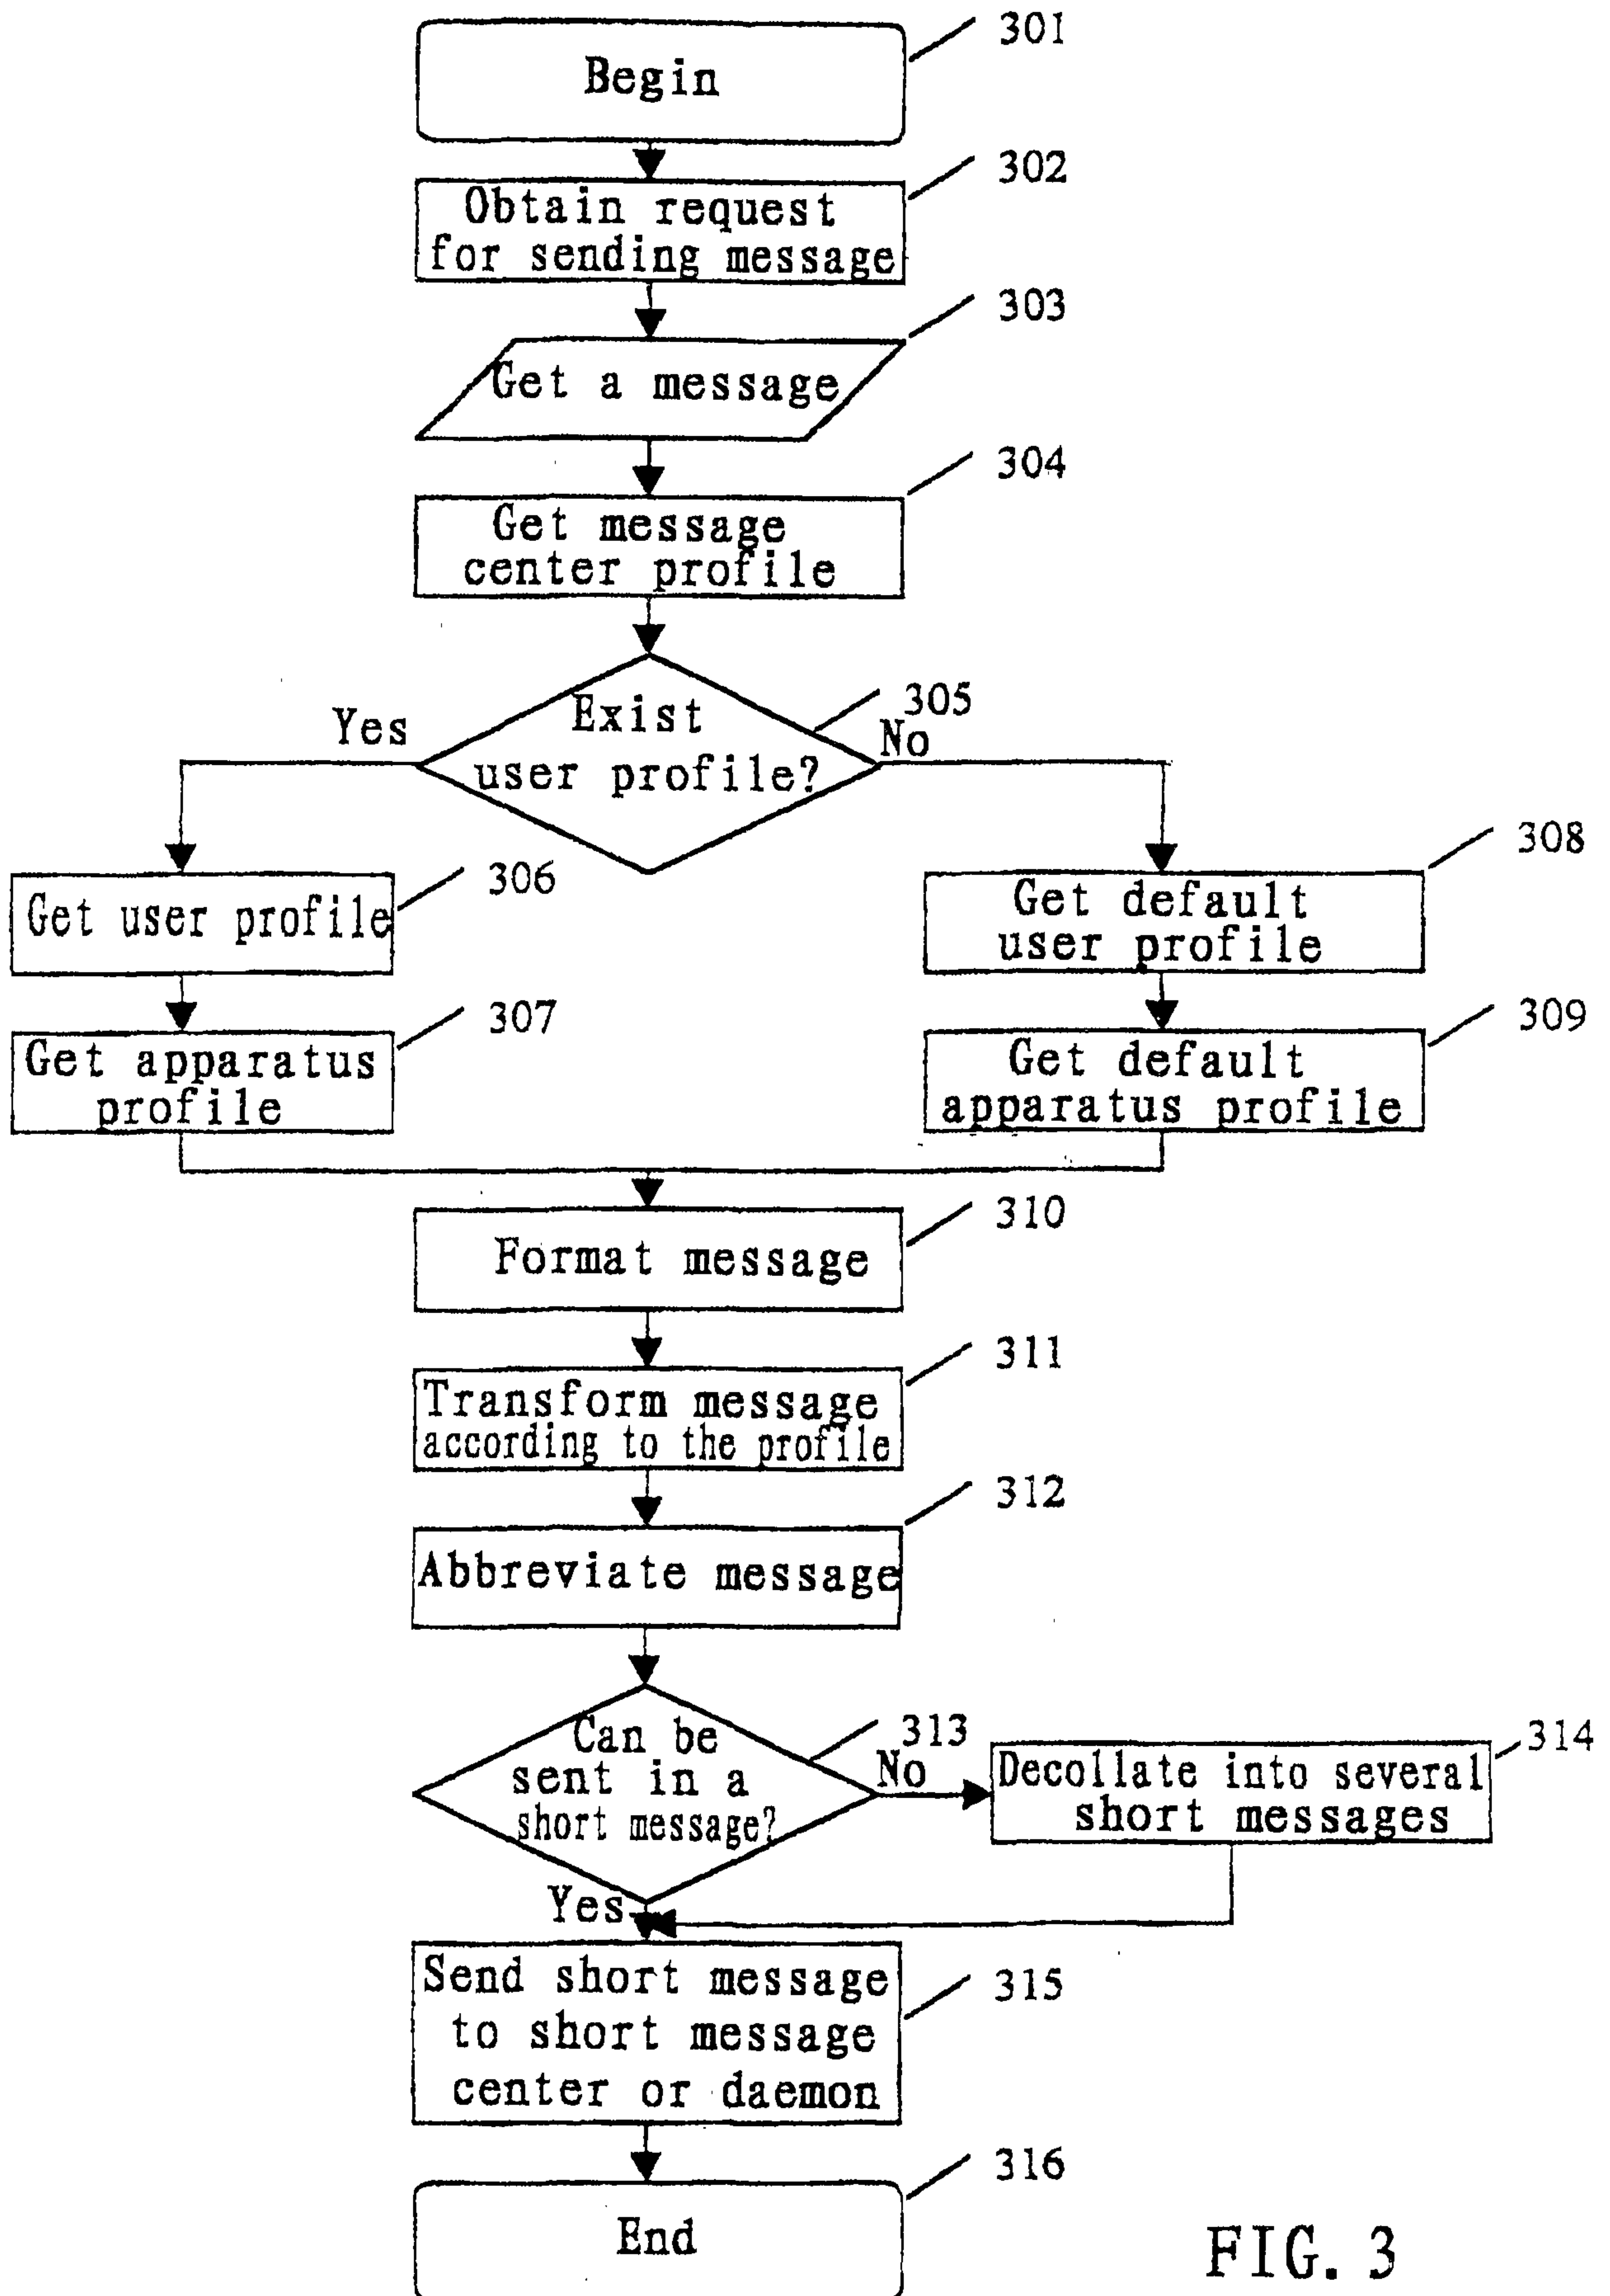 301
Begin
302
Obtain request
for sending message
303
Get a message
304
Get message
center profile
305
Exist
user profile?
Yes
No
306
Get user profile
308
Get default
user profile
307
Get apparatus
profile
309
Get default
apparatus profile
310
Format message
311
Transform message
according to the profile
312
Abbreviate message
313
Can be
sent in a
short message?
No
314
Decollate into several
short messages
Yes
315
Send short message
to short message
center or daemon
316
End
FIG. 3